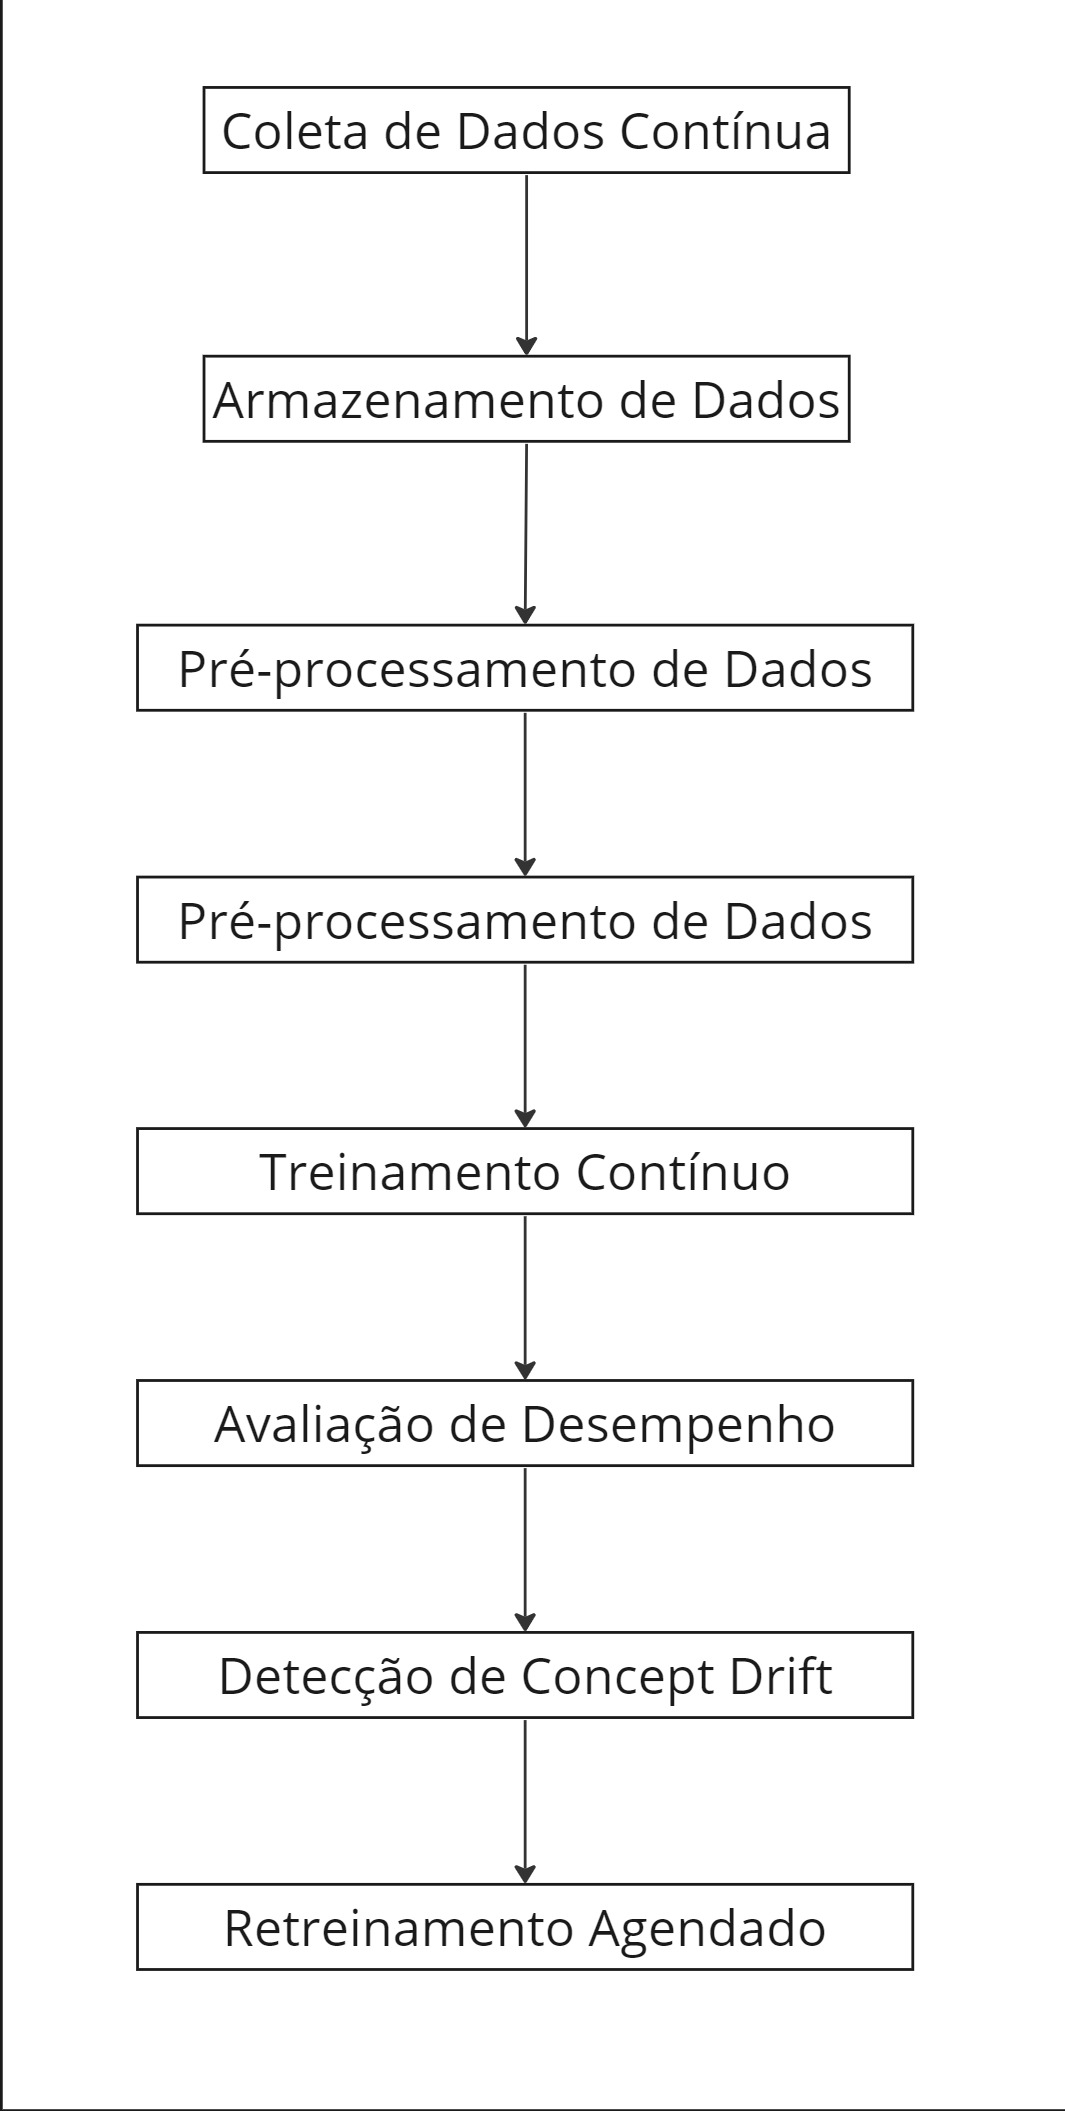 Coleta de Dados Contínua
Armazenamento de Dados
Pré-processamento de Dados
Pré-processamento de Dados
Treinamento Contínuo
Avaliação de Desempenho
Detecção de Concept Drift
Retreinamento Agendado